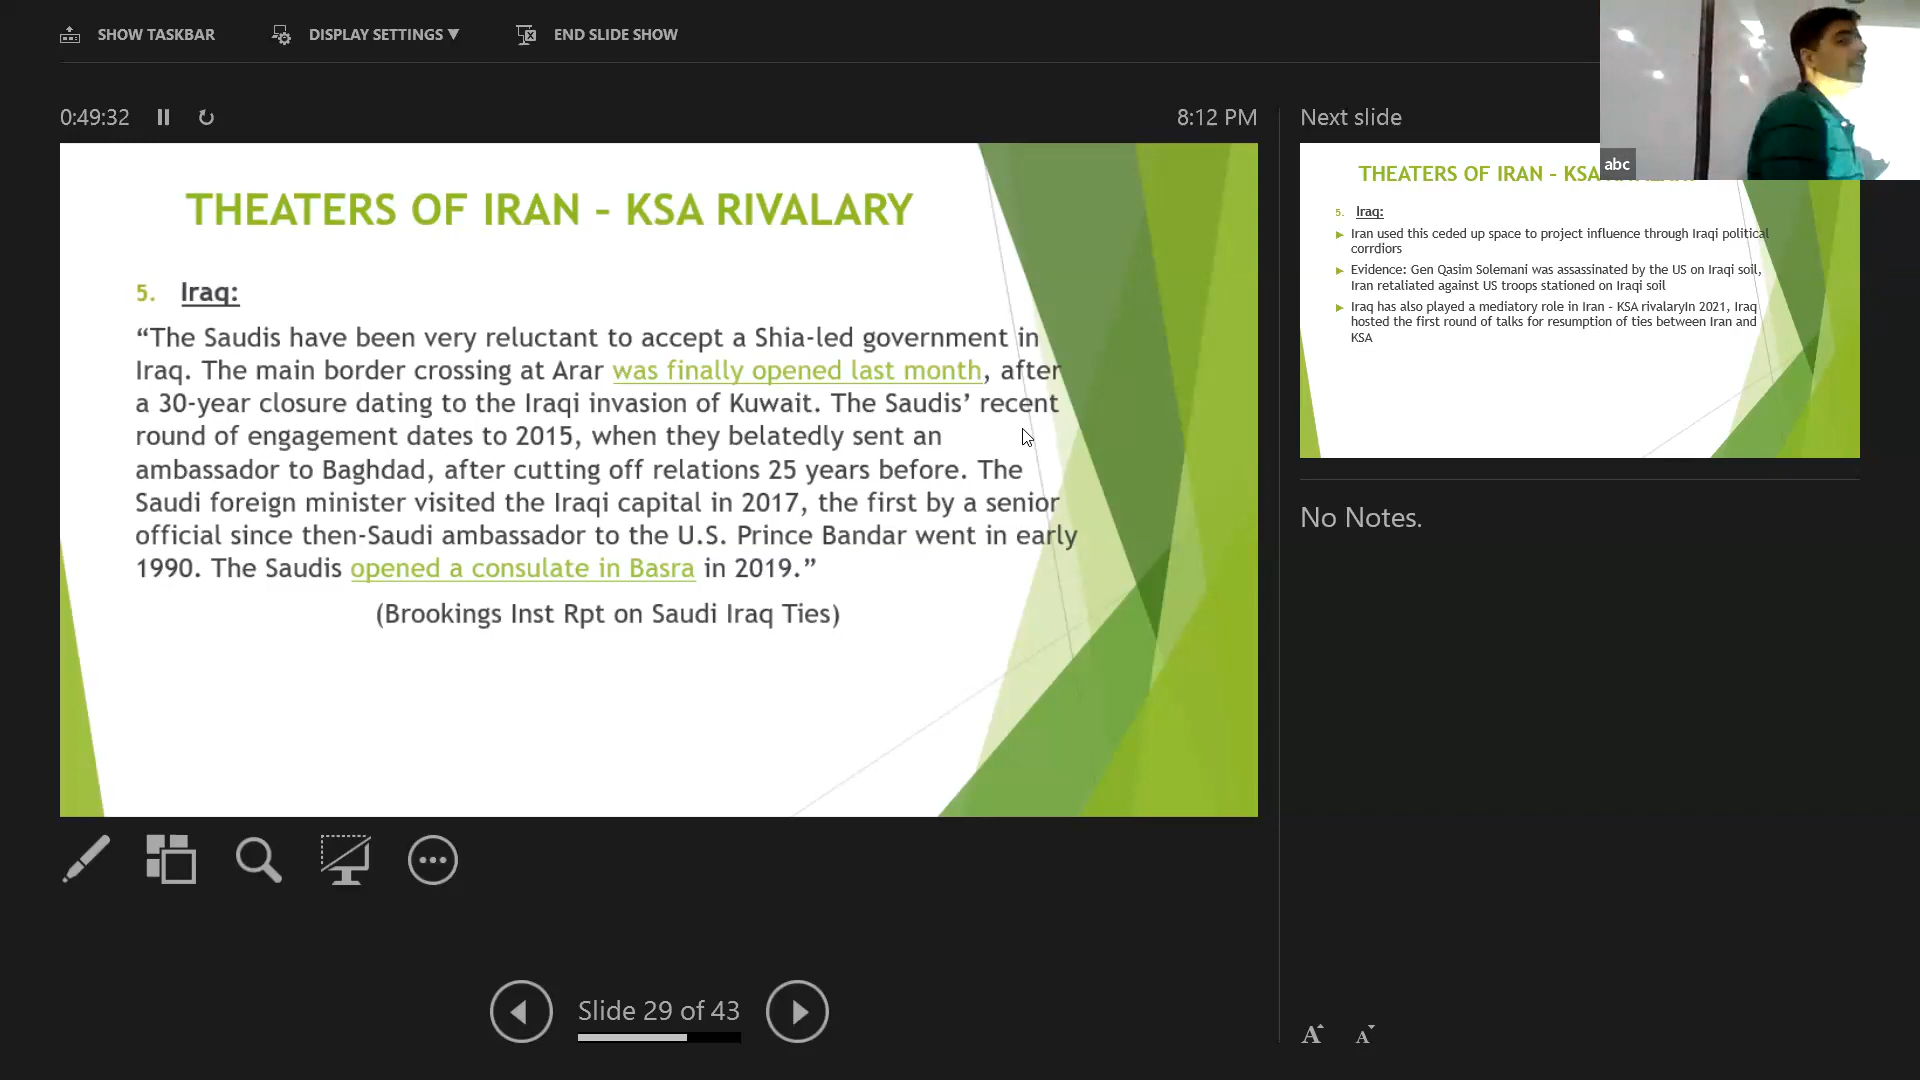 SHOW TASKBAR
DISPLAY SETTINGS ▼
END SLIDE SHOW
0:49:32
8:12 PM
THEATERS OF IRAN – KSA RIVALARY
5. Iraq:
“The Saudis have been very reluctant to accept a Shia-led government in
Iraq. The main border crossing at Arar was finally opened last month, after
a 30-year closure dating to the Iraqi invasion of Kuwait. The Saudis’ recent
round of engagement dates to 2015, when they belatedly sent an
ambassador to Baghdad, after cutting off relations 25 years before. The
Saudi foreign minister visited the Iraqi capital in 2017, the first by a senior
official since then-Saudi ambassador to the U.S. Prince Bandar went in early
1990. The Saudis opened a consulate in Basra in 2019.”
(Brookings Inst Rpt on Saudi Iraq Ties)
Slide 29 of 43
Next slide
abc
THEATERS OF IRAN – KSA
5. Iraq:
Iran used this ceded up space to project influence through Iraqi political
corrdiors
Evidence: Gen Qasim Solemani was assassinated by the US on Iraqi soil,
Iran retaliated against US troops stationed on Iraqi soil
Iraq has also played a mediatory role in Iran – KSA rivalaryIn 2021, Iraq
hosted the first round of talks for resumption of ties between Iran and
KSA
No Notes.
A A